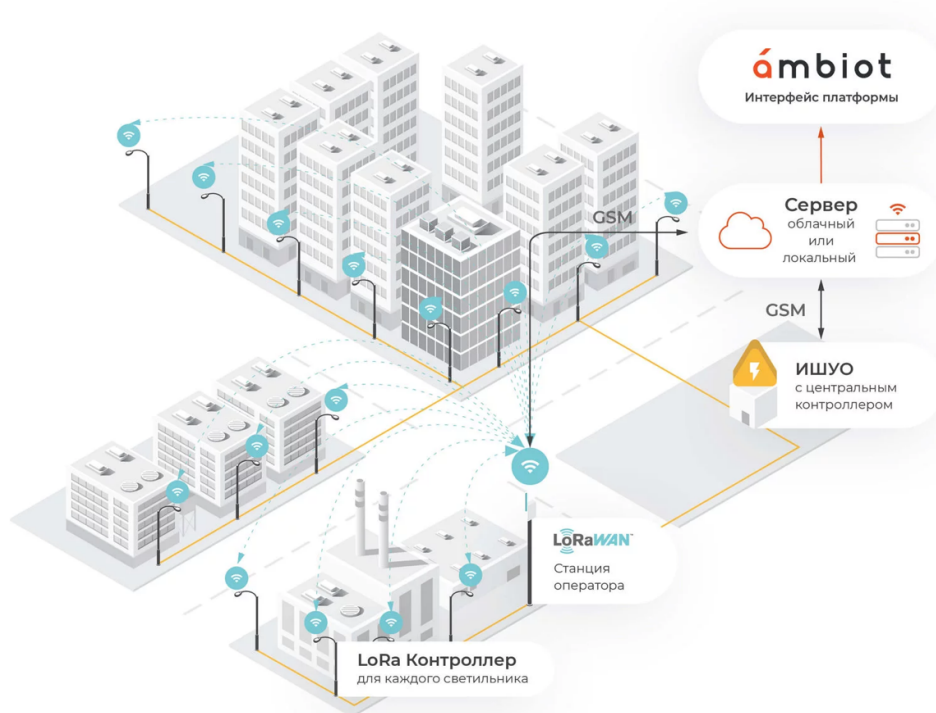 ámbiot
Интерфейс платформы
GSM
Сервер
облачный
или
локальный
GSM
ИШУО
с центральным
контроллером
LoRaWAN™
Станция
оператора
LoRa Контроллер
для каждого светильника